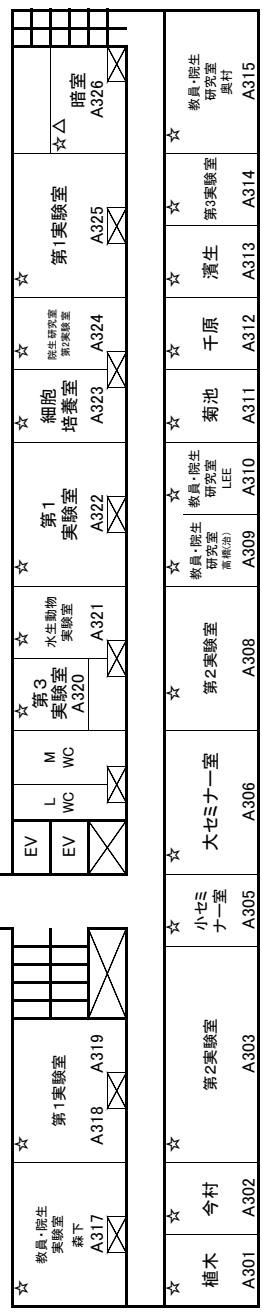 ☆△
暗室
A326
☆
第1実験室
A325
☆
院生研究室
第2実験室
A324
☆
細胞
培養室
A323
☆
第1
実験室
A322
☆
水生動物
実験室
A321
☆
第3
実験室
A320
M
WC
L
WC
EV
EV
☆
第1実験室
A318 A319
☆
教員・院生
実験室
森下
A317
☆
教員・院生
研究室
奥村
A315
☆
第3実験室
A314
☆
濱生
A313
☆
千原
A312
☆
菊池
A311
☆
教員・院生
研究室
LEE
A310
☆
教員・院生
研究室
高橋(治)
A309
☆
第2実験室
A308
☆
大セミナー室
A306
☆
小セミ
ナー室
A305
☆
第2実験室
A303
☆
今村
A302
☆
植木
A301